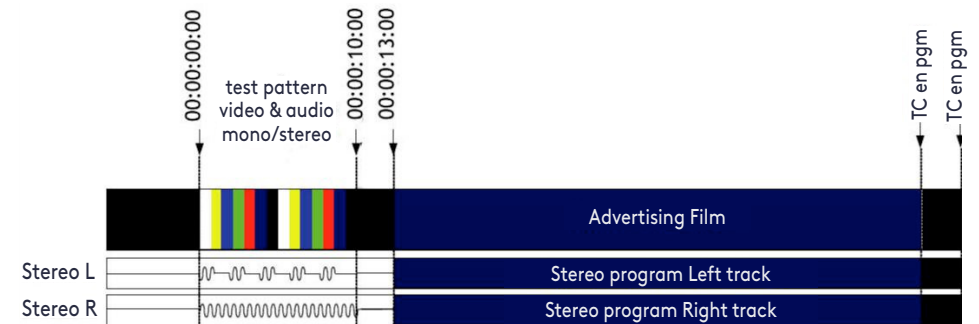 00:00:00:00
test pattern
video & audio
mono/stereo
00:00:10:00
00:00:13:00
TC en pgm
TC en pgm
Advertising Film
Stereo L
Stereo program Left track
Stereo R
Stereo program Right track